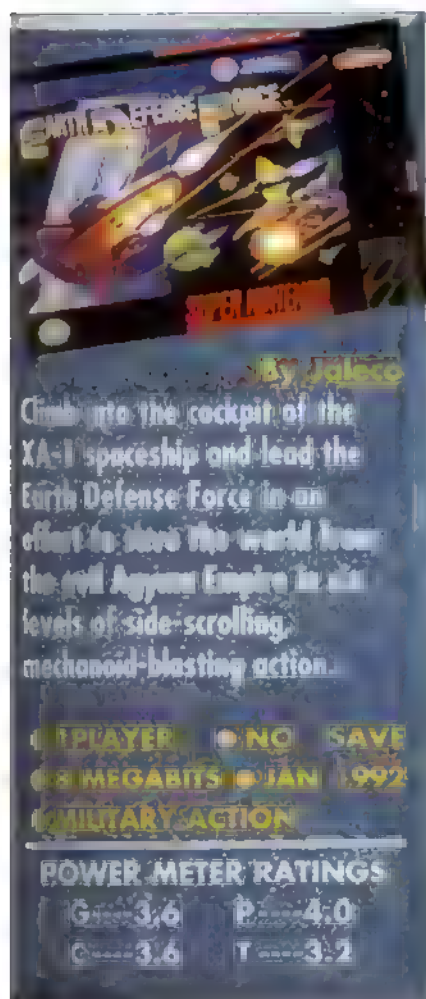 EARTH DEFENSE FORCE
SUPER NINTENDO
By Jaleco
Climb into the cockpit of the
XA-1 spaceship and lead the
Earth Defense Force in an
effort to save the world from
the evil Agyma Empire in six
levels of side-scrolling,
mechanoid-blasting action.
1 PLAYER NO SAVE
8 MEGABITS JAN 1992
MILITARY ACTION
POWER METER RATINGS
G 3.6 P 4.0
C 3.6 T 3.2